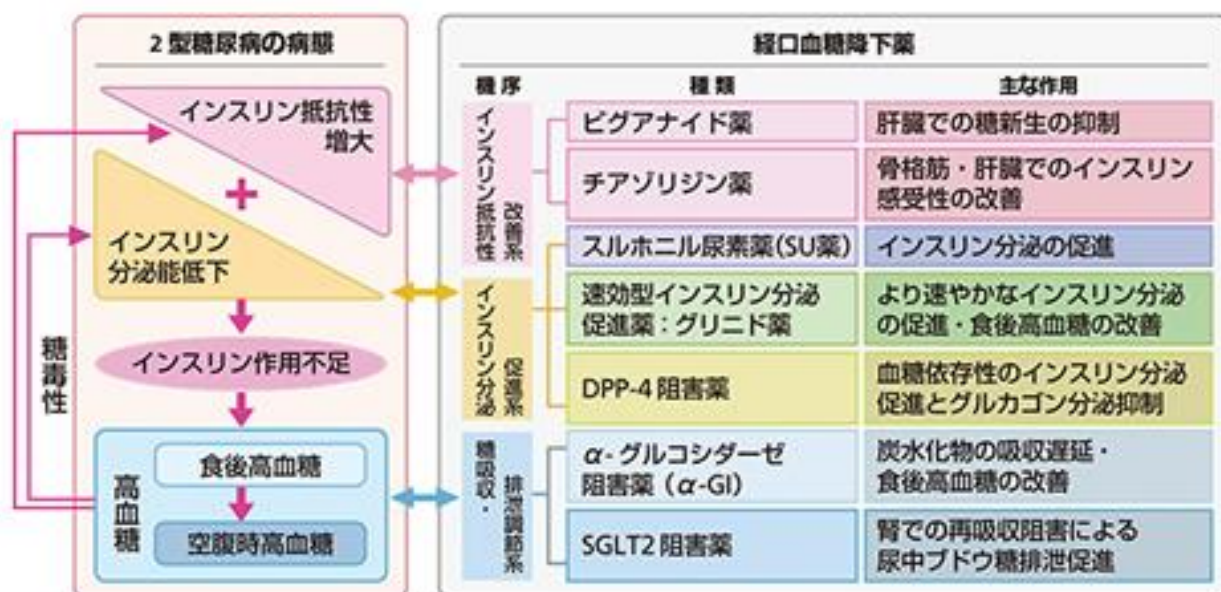 2型糖尿病の病態
インスリン抵抗性
増大
+
インスリン
分泌能低下
インスリン作用不足
高血糖
食後高血糖
空腹時高血糖
糖毒性
経口血糖降下薬
機序
種類
主な作用
インスリン抵抗性
改善系
ビグアナイド薬
肝臓での糖新生の抑制
チアゾリジン薬
骨格筋・肝臓でのインスリン
感受性の改善
インスリン分泌
促進系
スルホニル尿素薬(SU薬)
インスリン分泌の促進
速効型インスリン分泌
促進薬:グリニド薬
より速やかなインスリン分泌
の促進・食後高血糖の改善
DPP-4阻害薬
血糖依存性のインスリン分泌
促進とグルカゴン分泌抑制
糖吸収・
排泄調節系
α-グルコシダーゼ
阻害薬(α-GI)
炭水化物の吸収遅延・
食後高血糖の改善
SGLT2阻害薬
腎での再吸収阻害による
尿中ブドウ糖排泄促進